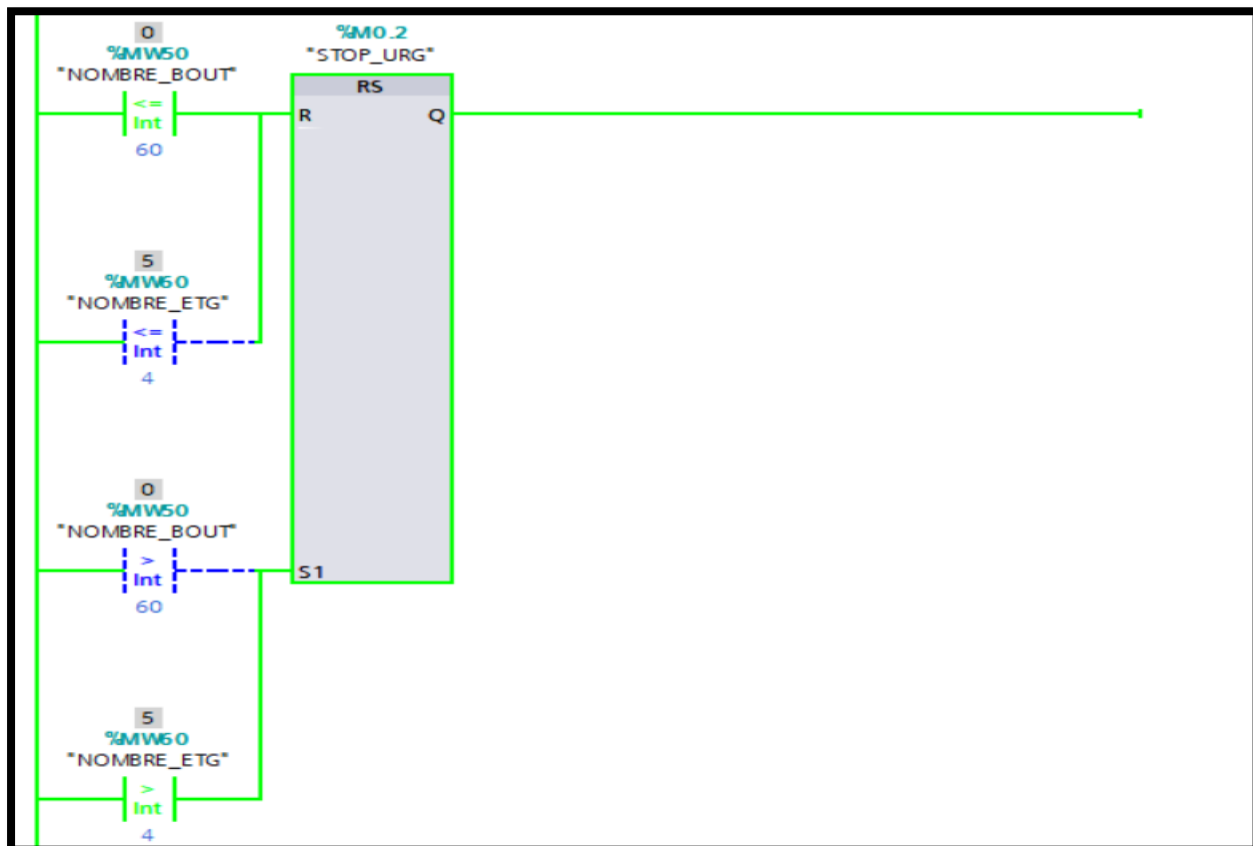 0
%MW50
"NOMBRE_BOUT"
<=
Int
60
%M0.2
"STOP_URG"
RS
R
Q
5
%MW60
"NOMBRE_ETG"
<=
Int
4
0
%MW50
"NOMBRE_BOUT"
>
Int
60
S1
5
%MW60
"NOMBRE_ETG"
>
Int
4